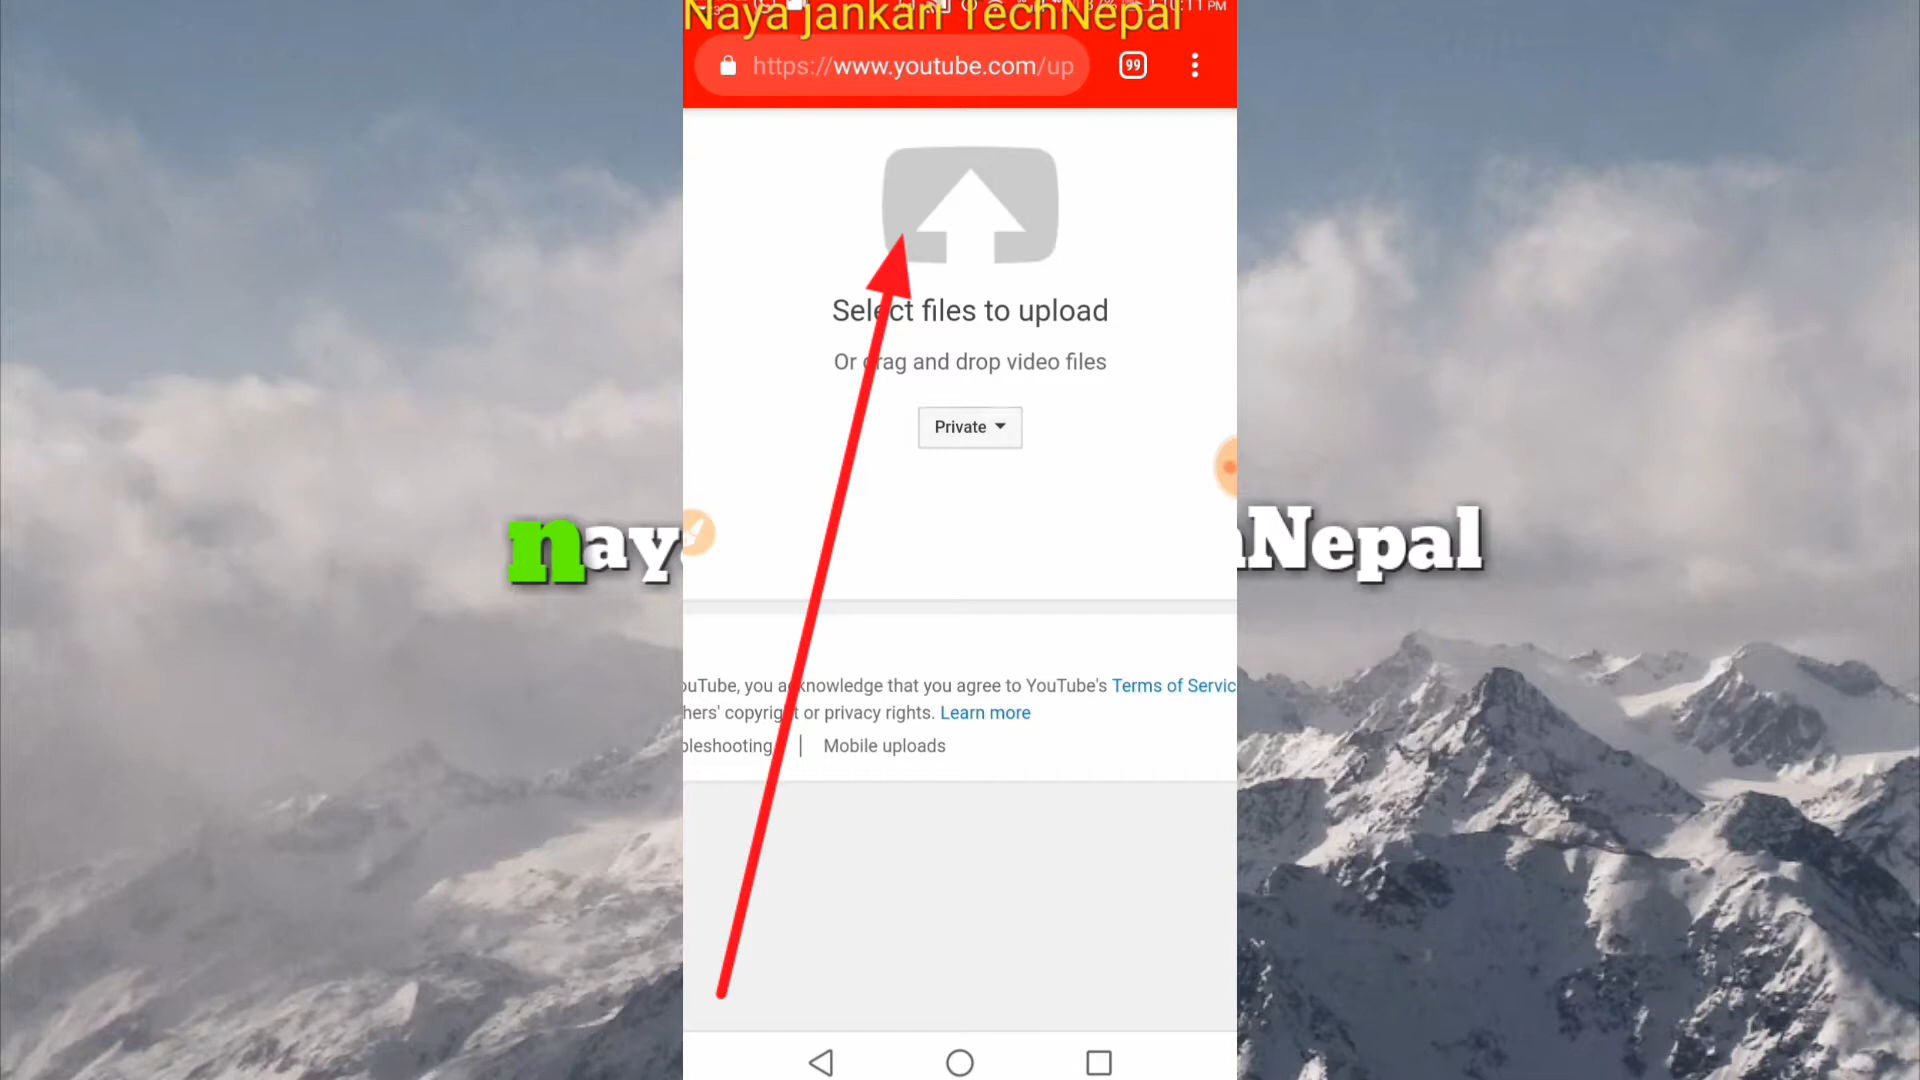 Naya jankari TechNepal
https://www.youtube.com/up
99
Select files to upload
Or drag and drop video files
Private
nay
Nepal
ouTube, you acknowledge that you agree to YouTube's Terms of Servic
hers' copyright or privacy rights. Learn more
bleshooting | Mobile uploads